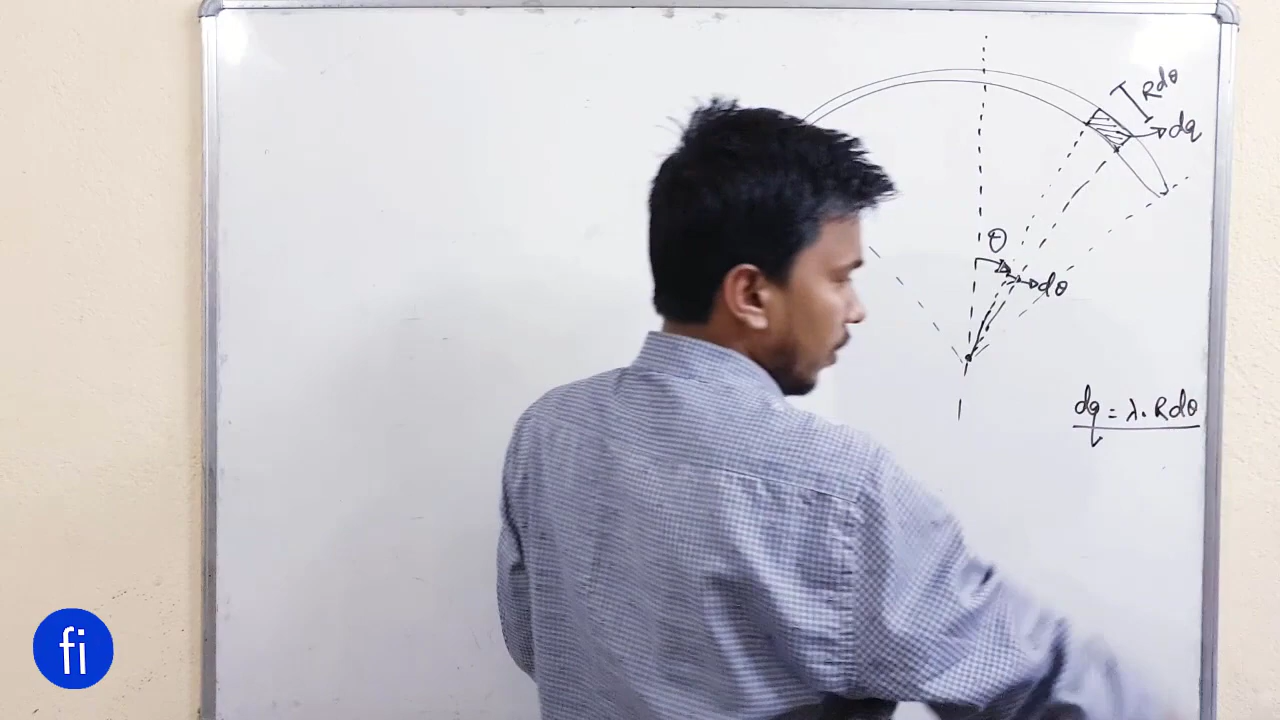 Rdθ
dq
θ
dθ
dq = λ. Rdθ
fi